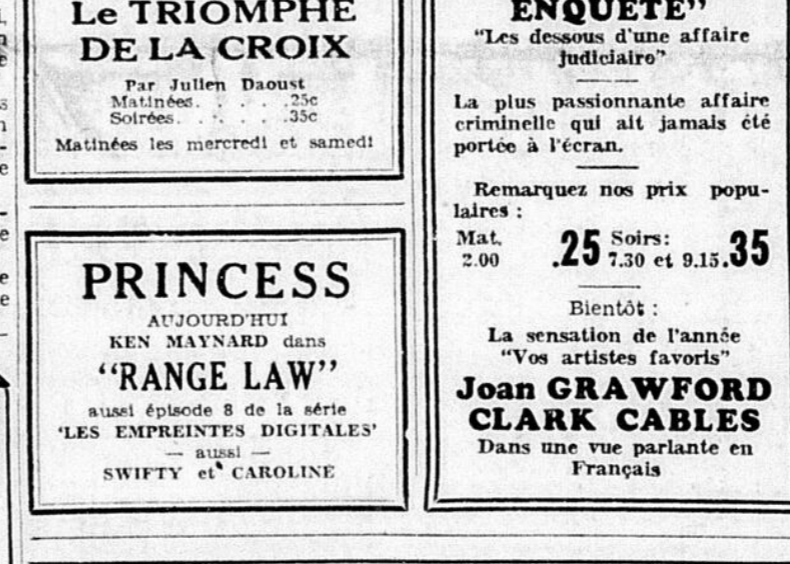 Le TRIOMPHE
DE LA CROIX
Par Julien Daoust
Matinées. . . . .25c
Soirées. . . . . .35c
Matinées les mercredi et samedi
PRINCESS
AUJOURD'HUI
KEN MAYNARD dans
“RANGE LAW”
aussi épisode 8 de la série
‘LES EMPREINTES DIGITALES’
— aussi —
SWIFTY et CAROLINE
ENQUETE”
“Les dessous d'une affaire
judiciaire”
La plus passionnante affaire
criminelle qui ait jamais été
portée à l'écran.
Remarquez nos prix popu-
laires :
Mat. 2.00 .25 Soirs: 7.30 et 9.15 .35
Bientôt :
La sensation de l'année
“Vos artistes favoris”
Joan GRAWFORD
CLARK CABLES
Dans une vue parlante en
Français